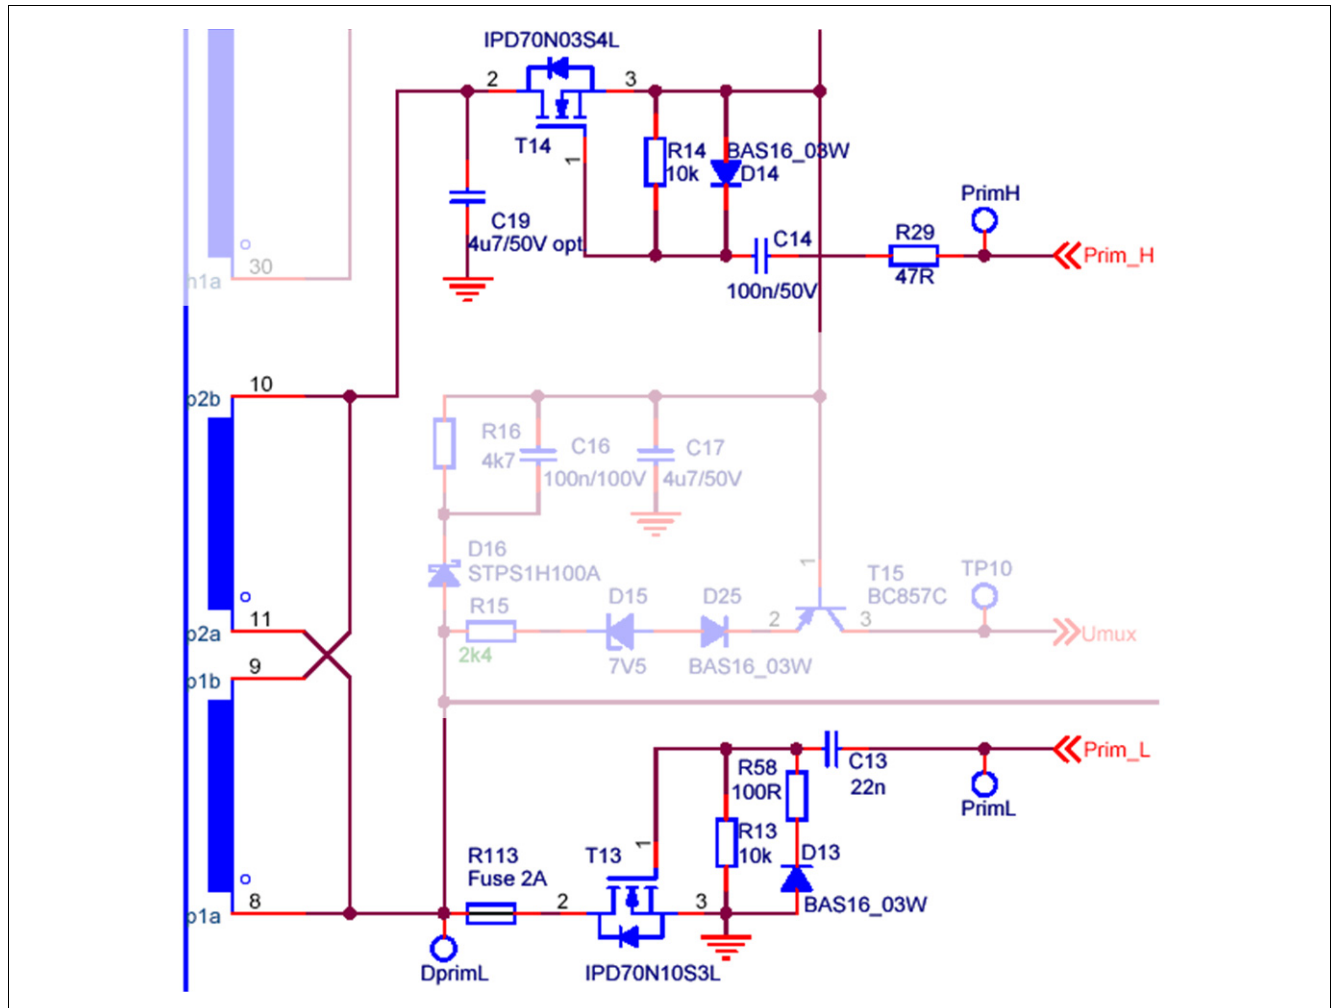 IPD70N03S4L
2
3
T14
1
R14
10k
BAS16_03W
D14
C19
4u7/50V opt
C14
100n/50V
R29
47R
PrimH
Prim_H
30
n1a
10
p2b
R16
4k7
C16
100n/100V
C17
4u7/50V
D16
STPS1H100A
11
p2a
R15
2k4
D15
7V5
D25
BAS16_03W
1
2
3
T15
BC857C
TP10
Umux
9
p1b
Prim_L
C13
22n
PrimL
R58
100R
R13
10k
D13
BAS16_03W
R113
Fuse 2A
T13
1
2
3
8
p1a
DprimL
IPD70N10S3L